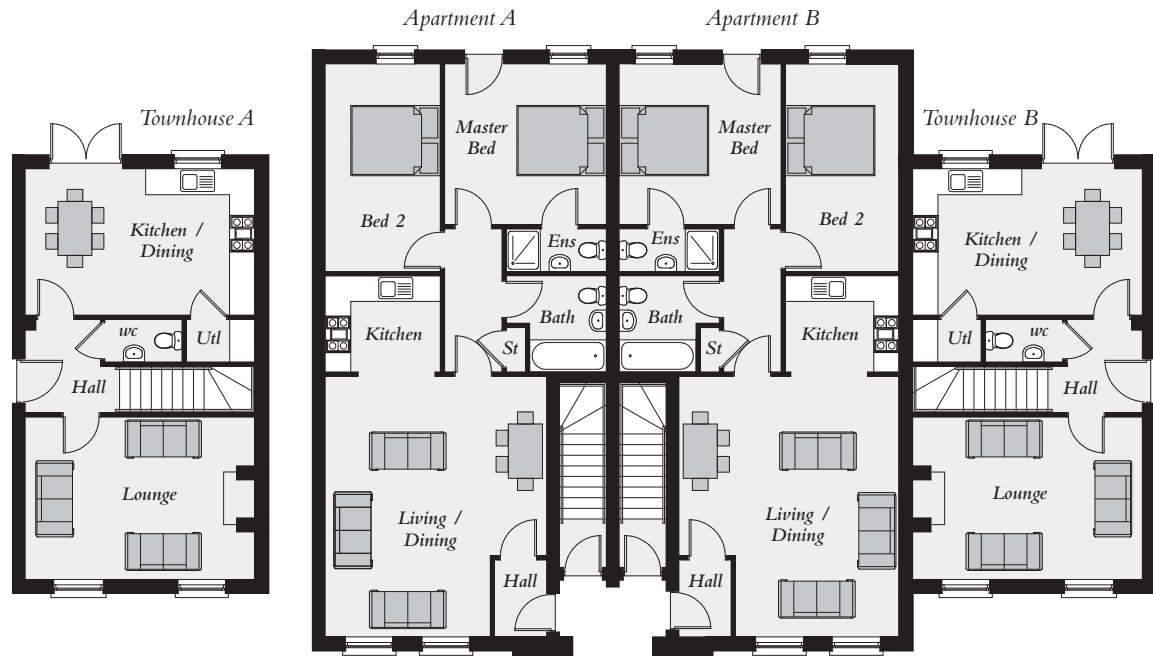 Apartment A
Apartment B
Townhouse A
Townhouse B
Kitchen /
Dining
wc
Utl
Hall
Lounge
Master
Bed
Bed 2
Ens
Bath
Kitchen
St
Living /
Dining
Hall
Master
Bed
Bed 2
Ens
Bath
Kitchen
St
Living /
Dining
Hall
Kitchen /
Dining
Utl
wc
Hall
Lounge